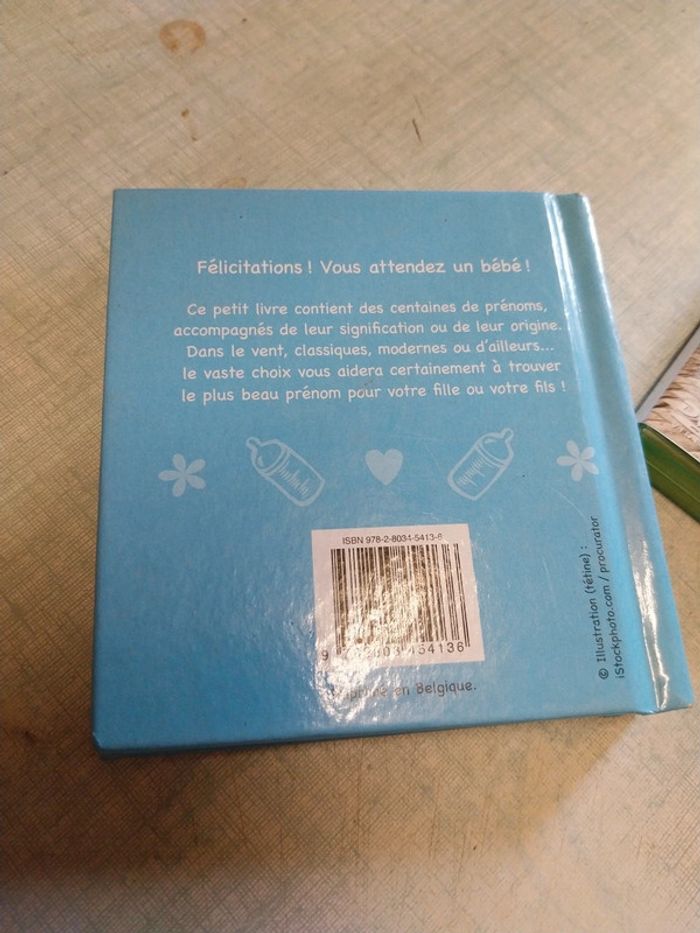 Félicitations ! Vous attendez un bébé !
Ce petit livre contient des centaines de prénoms,
accompagnés de leur signification ou de leur origine.
Dans le vent, classiques, modernes ou d'ailleurs...
le vaste choix vous aidera certainement à trouver
le plus beau prénom pour votre fille ou votre fils !
ISBN 978-2-8034-5413-6
en Belgique.
© Illustration (tétine) :
iStockphoto.com / procurator